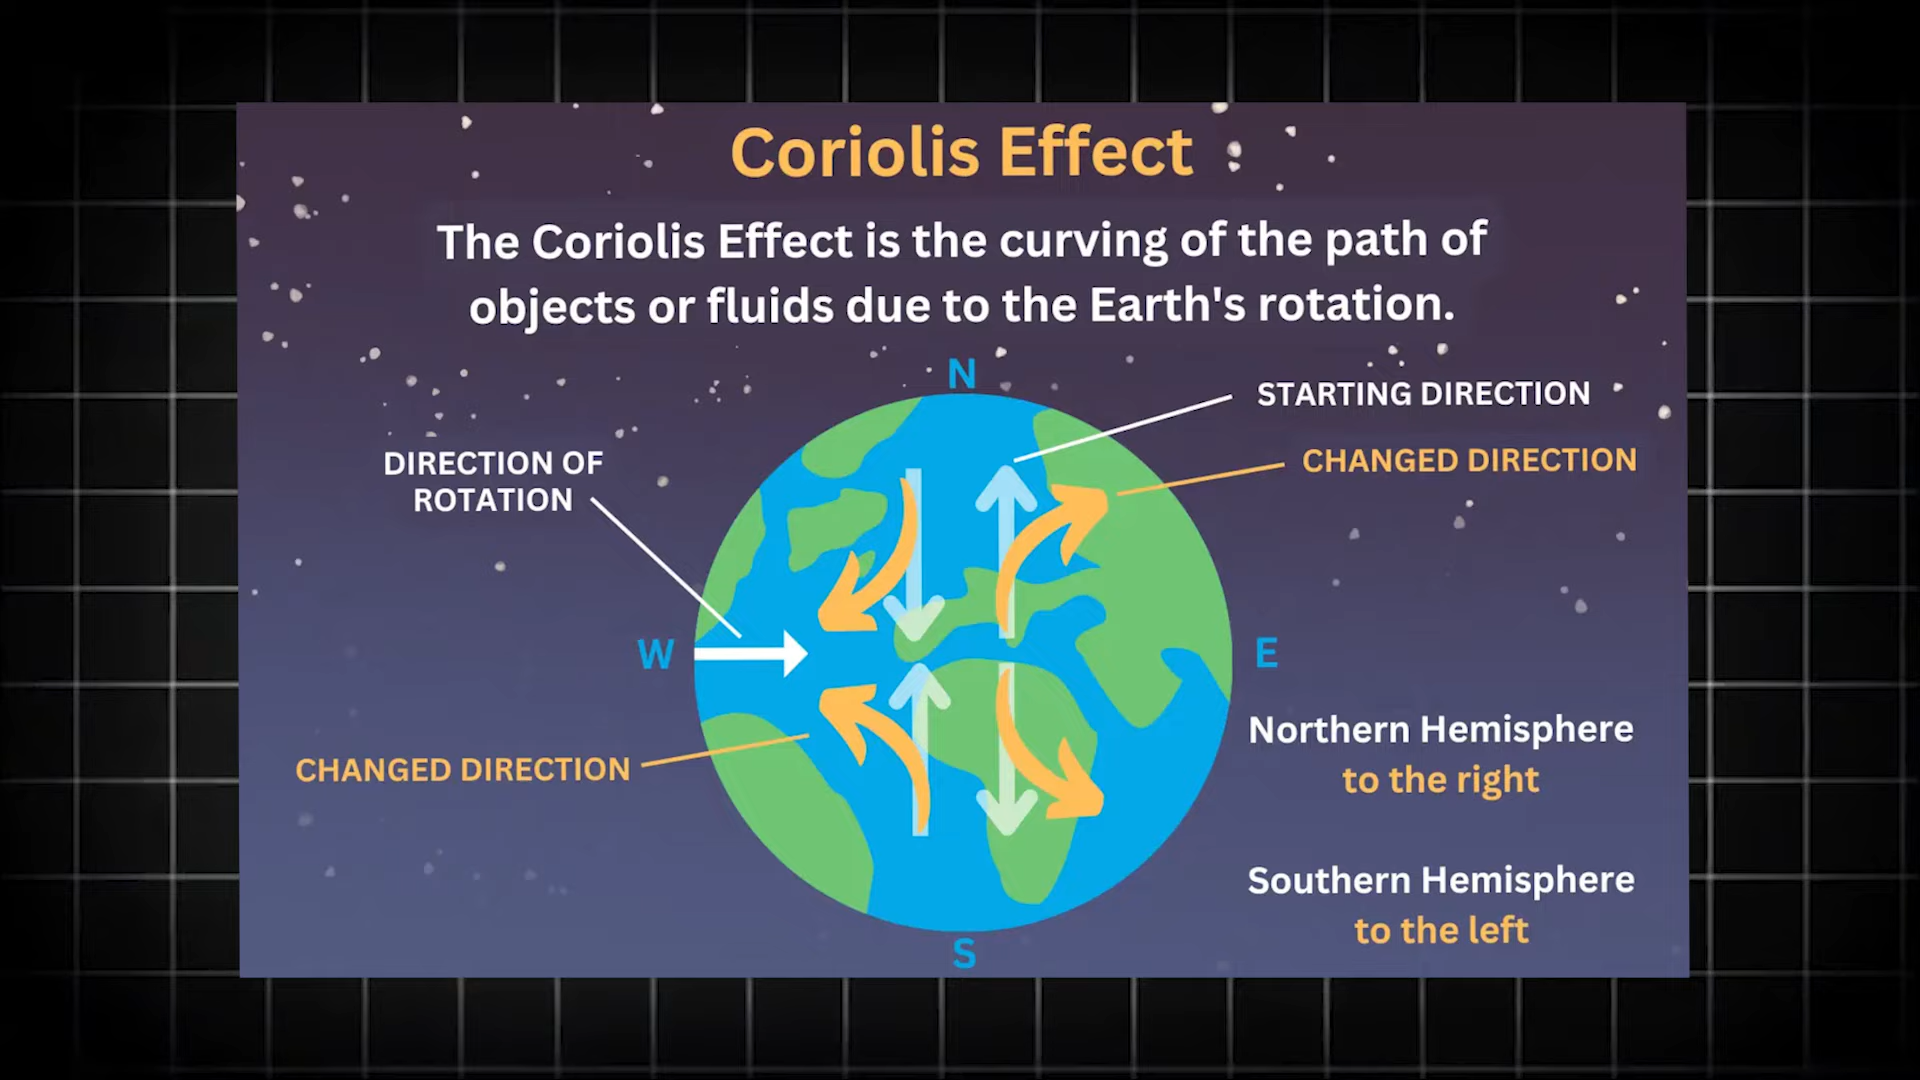 Coriolis Effect
The Coriolis Effect is the curving of the path of
objects or fluids due to the Earth's rotation.
N
STARTING DIRECTION
CHANGED DIRECTION
DIRECTION OF
ROTATION
W
E
Northern Hemisphere
to the right
CHANGED DIRECTION
Southern Hemisphere
to the left
S